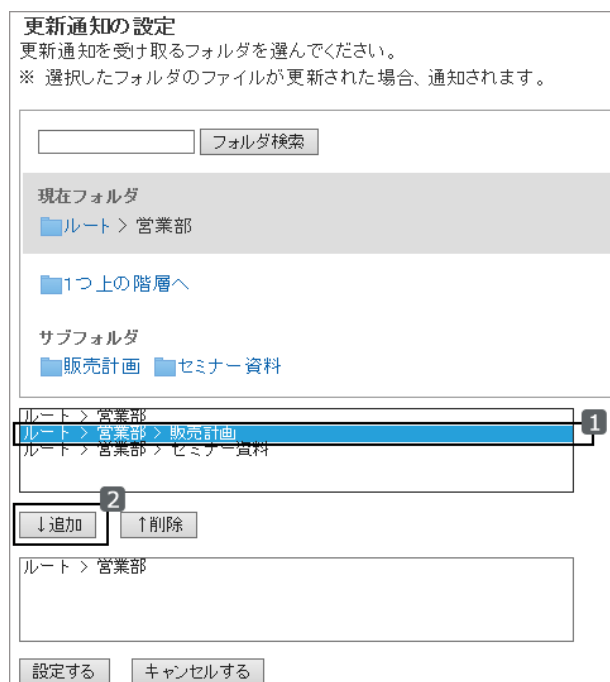 更新通知の設定
更新通知を受け取るフォルダを選んでください。
※ 選択したフォルダのファイルが更新された場合、通知されます。
フォルダ検索
現在フォルダ
ルート > 営業部
1つ上の階層へ
サブフォルダ
販売計画 セミナー資料
ルート > 営業部
ルート > 営業部 > 販売計画
1
ルート > 営業部 > セミナー資料
2
↓追加 ↑削除
ルート > 営業部
設定する キャンセルする